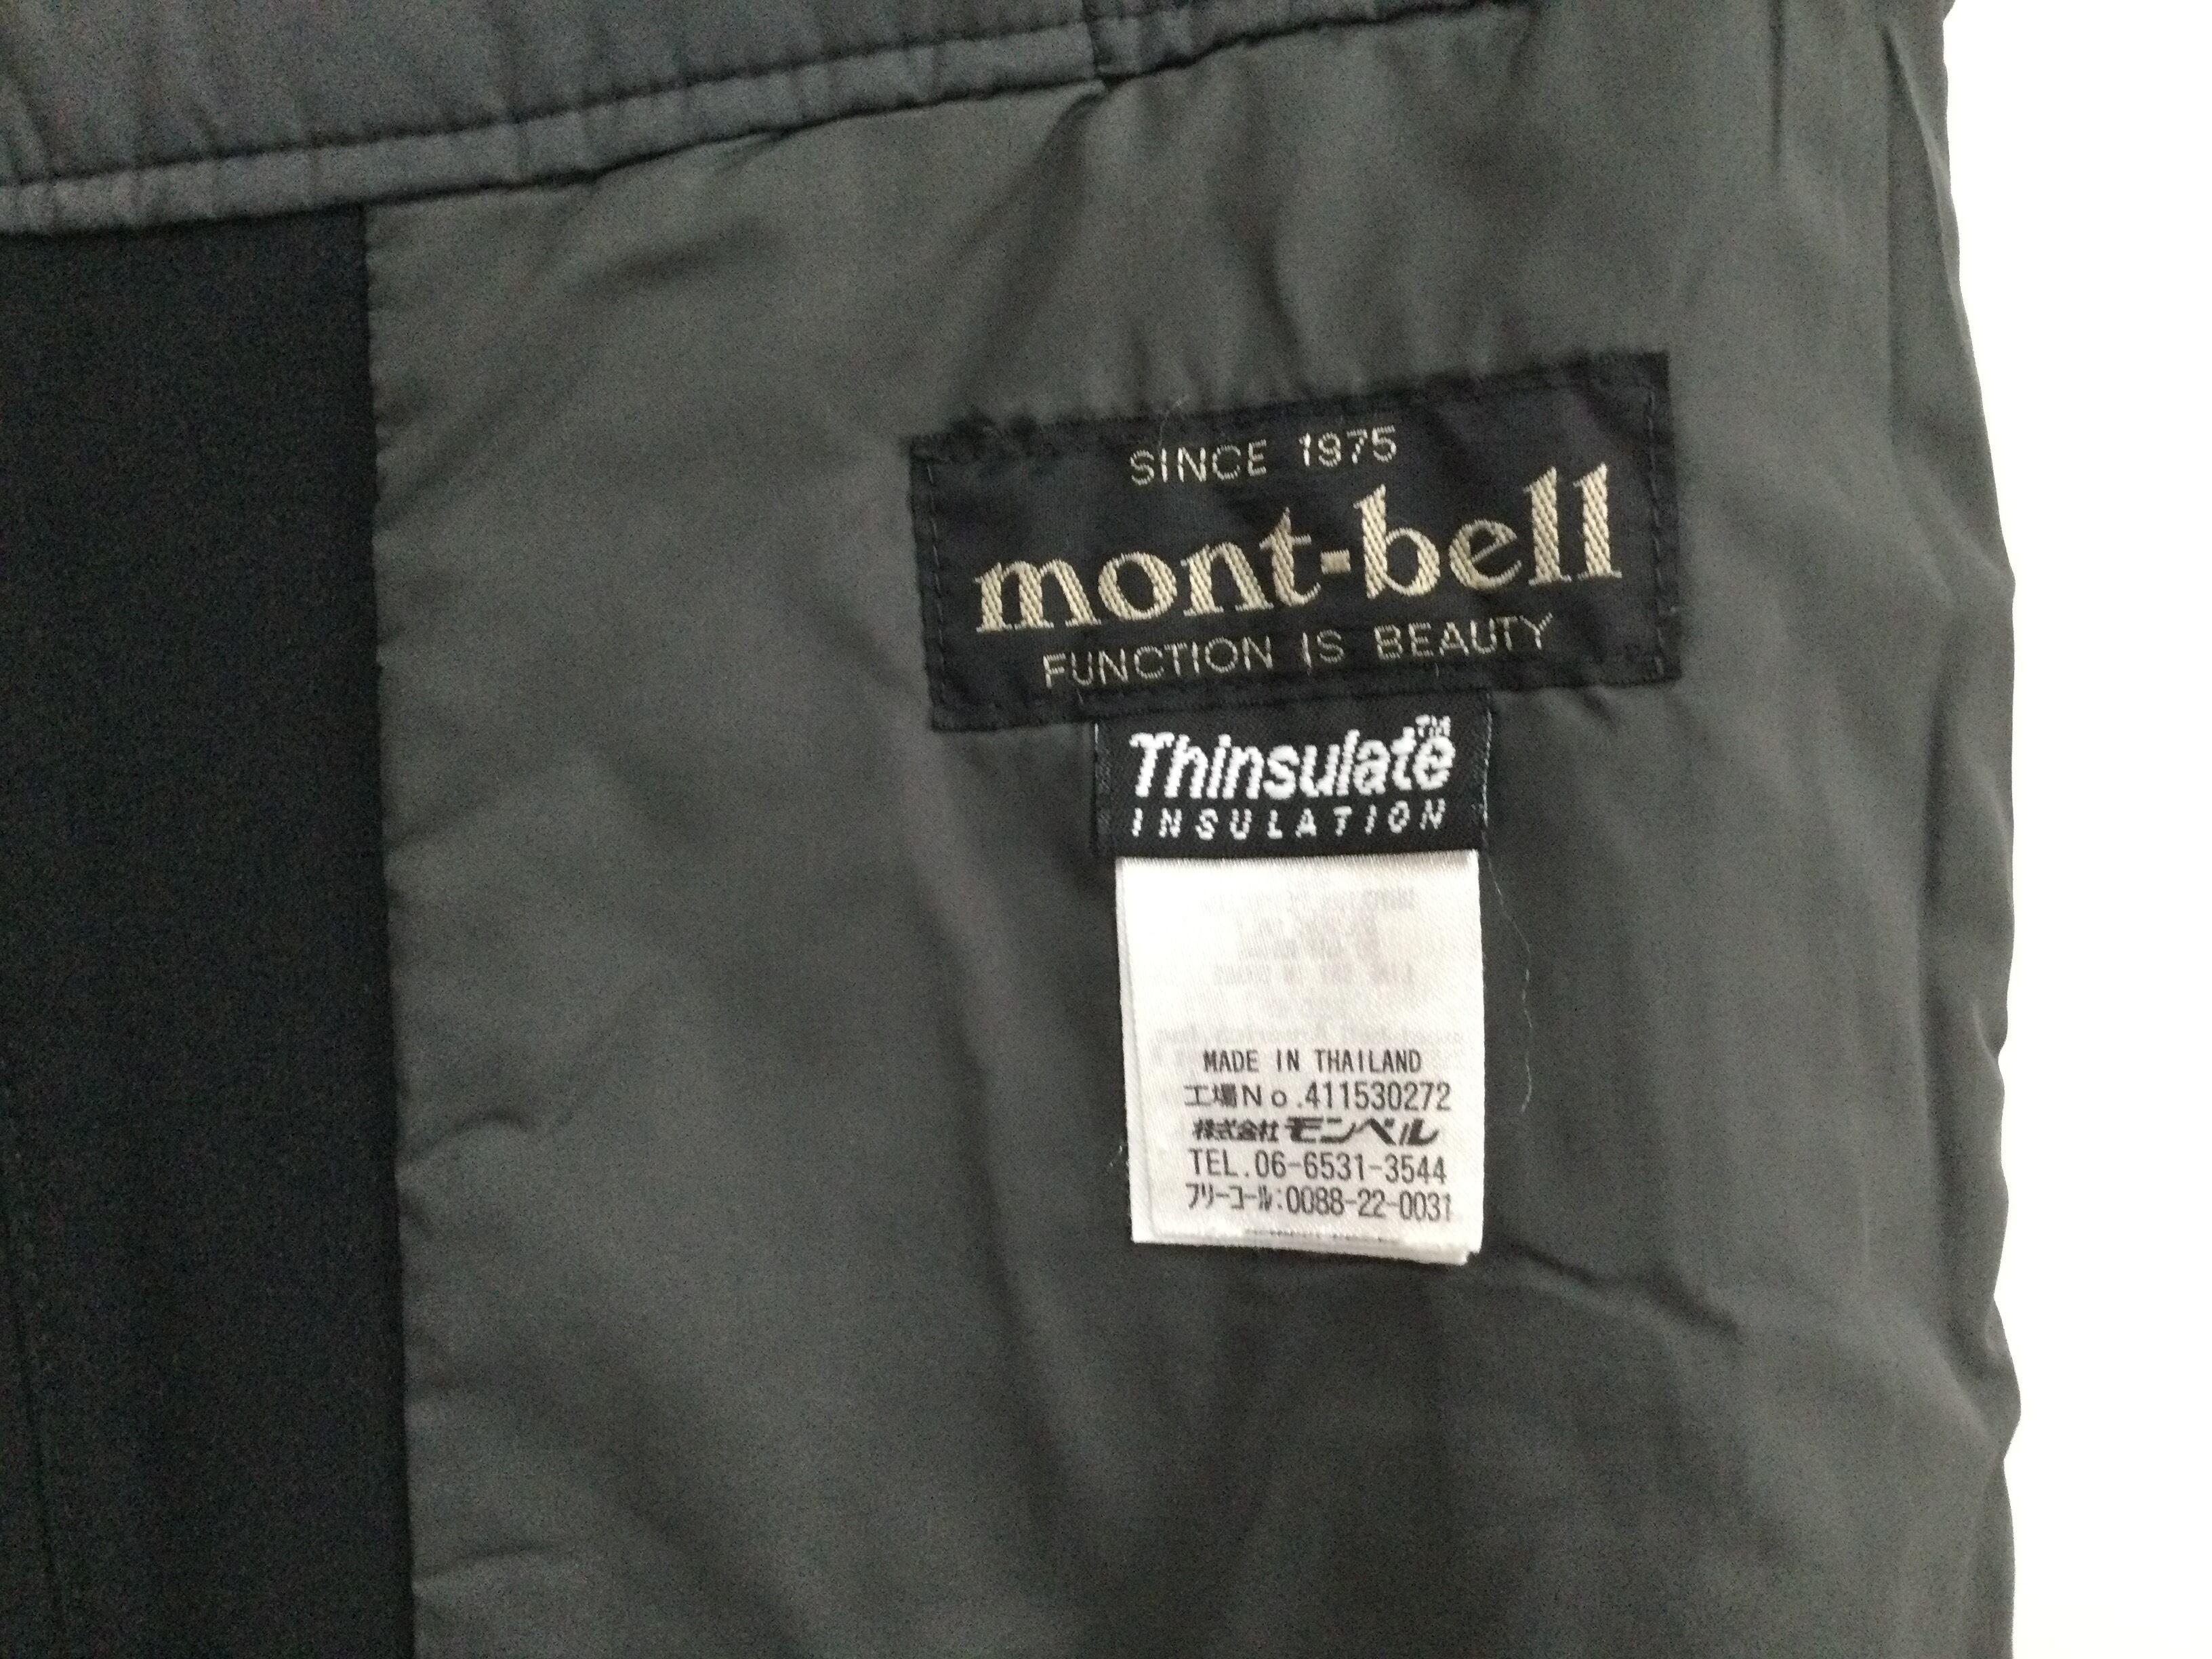 SINCE 1975
mont-bell
FUNCTION IS BEAUTY
Thinsulate™
INSULATION
MADE IN THAILAND
工場No.411530272
株式会社モンベル
TEL.06-6531-3544
フリーコール:0088-22-0031